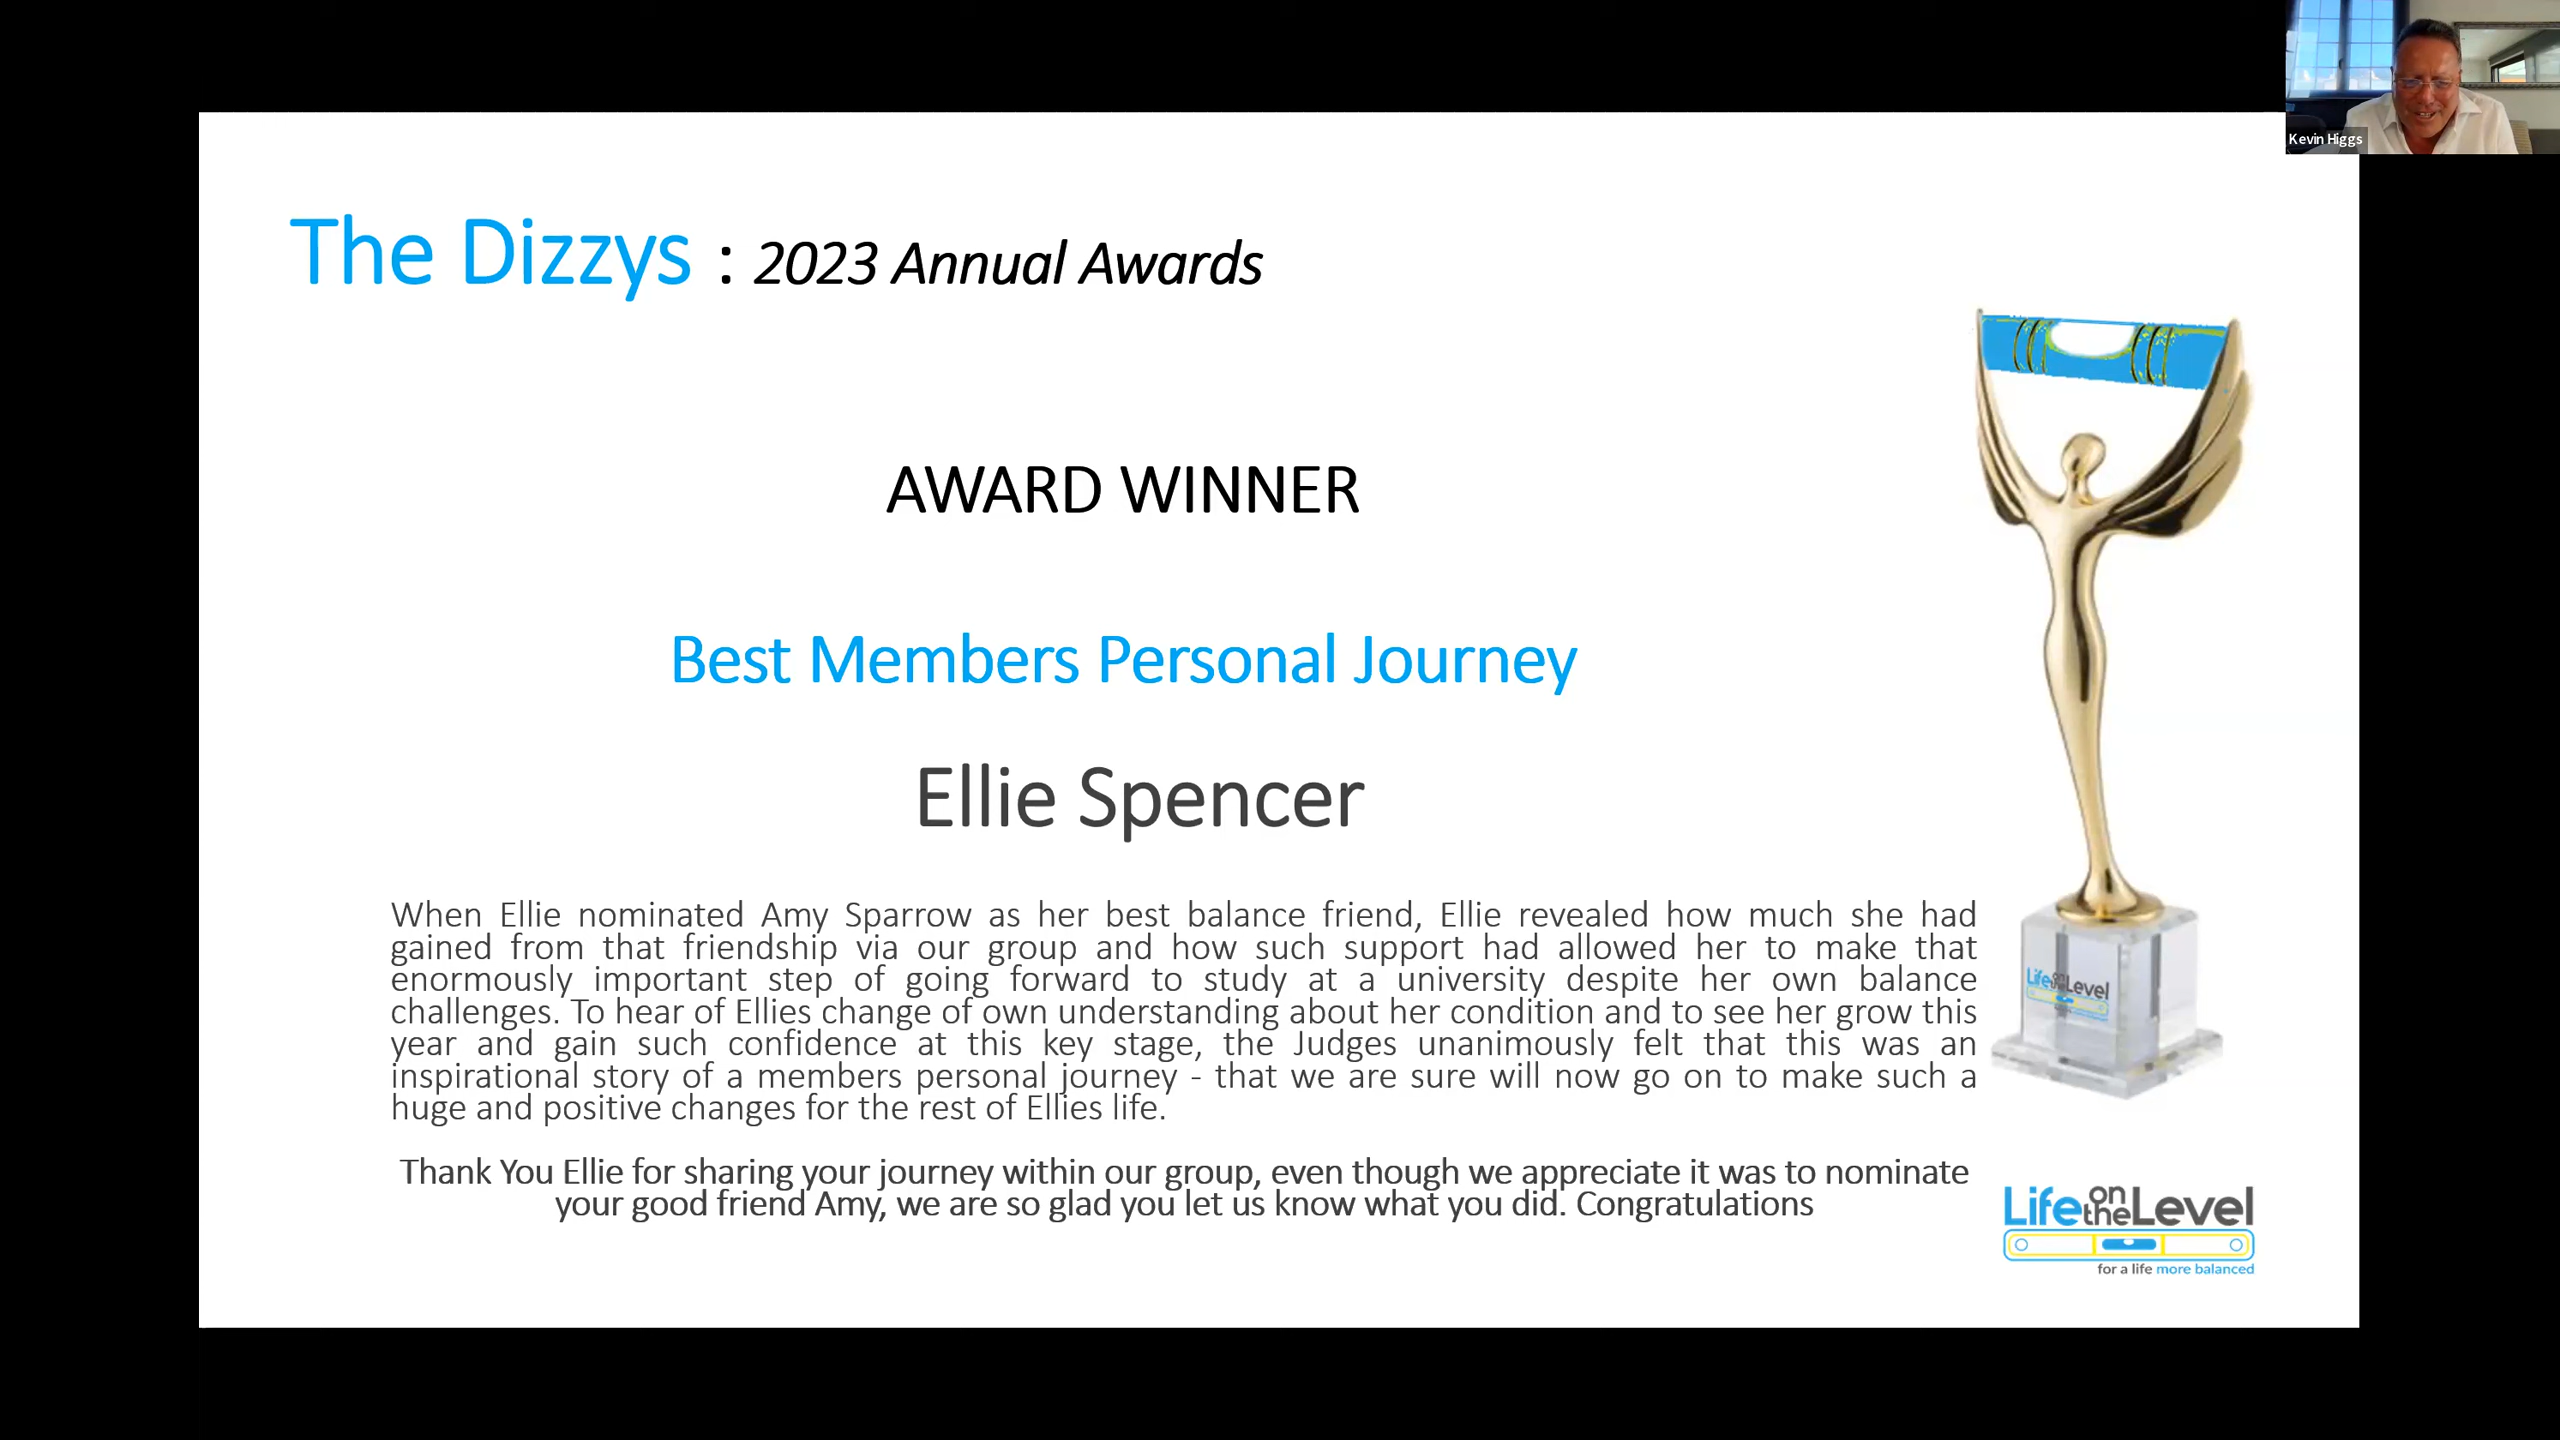 Kevin Higgs
The Dizzys : 2023 Annual Awards
AWARD WINNER
Best Members Personal Journey
Ellie Spencer
When Ellie nominated Amy Sparrow as her best balance friend, Ellie revealed how much she had
gained from that friendship via our group and how such support had allowed her to make that
enormously important step of going forward to study at a university despite her own balance
challenges. To hear of Ellies change of own understanding about her condition and to see her grow this
year and gain such confidence at this key stage, the Judges unanimously felt that this was an
inspirational story of a members personal journey - that we are sure will now go on to make such a
huge and positive changes for the rest of Ellies life.
Thank You Ellie for sharing your journey within our group, even though we appreciate it was to nominate
your good friend Amy, we are so glad you let us know what you did. Congratulations
Life on the Level
Life on the Level
for a life more balanced